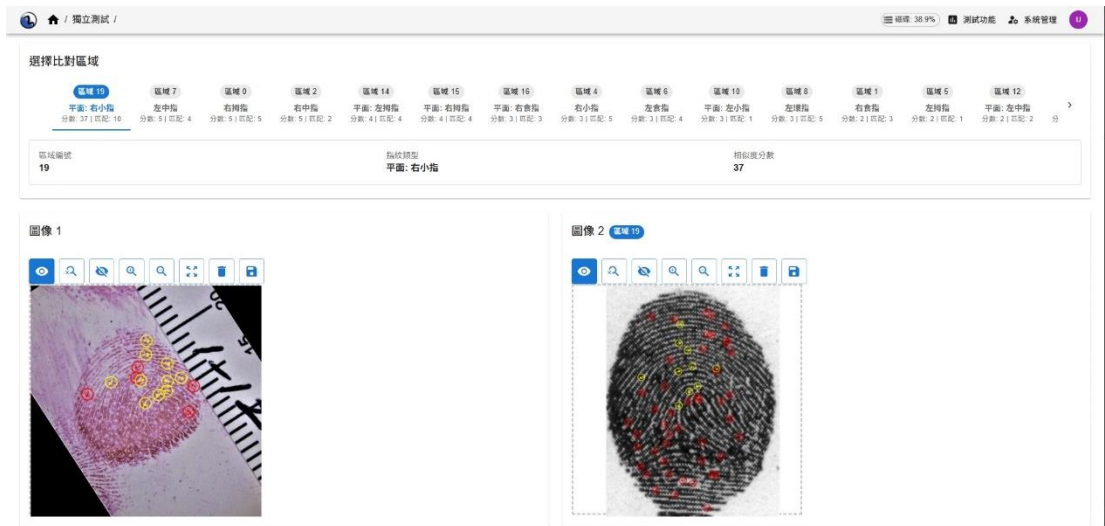 / 獨立測試 /
磁碟: 38.9%
測試功能
系統管理
U
選擇比對區域
區域 19
平面: 右小指
分數: 37 | 匹配: 10
區域 7
左中指
分數: 5 | 匹配: 4
區域 0
右拇指
分數: 5 | 匹配: 5
區域 2
右中指
分數: 5 | 匹配: 2
區域 14
平面: 左拇指
分數: 4 | 匹配: 4
區域 15
平面: 右拇指
分數: 4 | 匹配: 4
區域 16
平面: 右食指
分數: 3 | 匹配: 3
區域 4
右小指
分數: 3 | 匹配: 5
區域 6
左食指
分數: 3 | 匹配: 4
區域 10
平面: 左小指
分數: 3 | 匹配: 1
區域 8
左環指
分數: 3 | 匹配: 5
區域 1
右食指
分數: 2 | 匹配: 3
區域 5
左拇指
分數: 2 | 匹配: 1
區域 12
平面: 左中指
分數: 2 | 匹配: 2
分
區域編號
19
指紋類型
平面: 右小指
相似度分數
37
圖像 1
圖像 2 區域 19